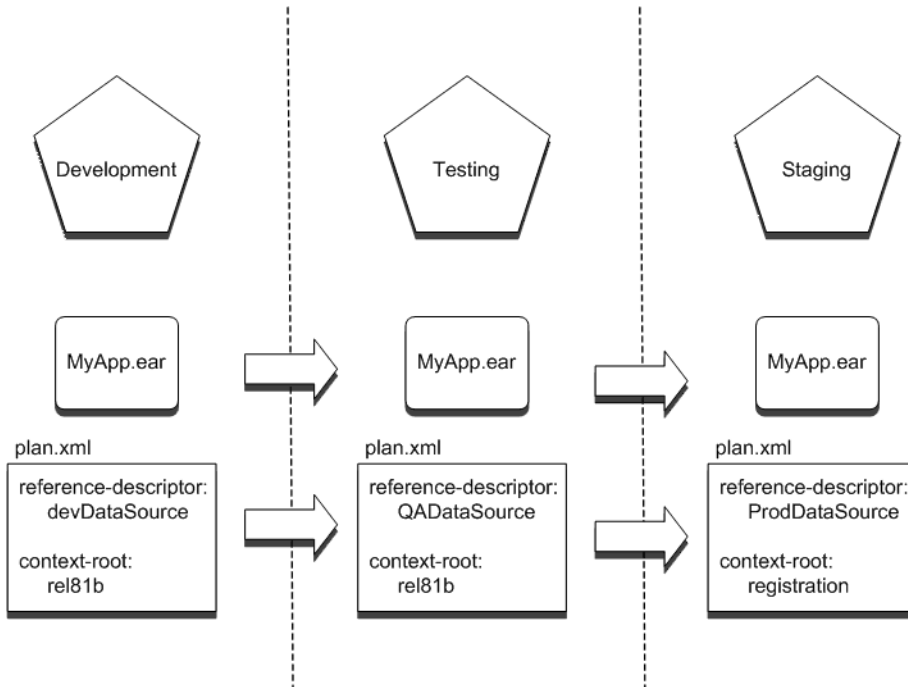 Development
Testing
Staging
MyApp.ear
MyApp.ear
MyApp.ear
plan.xml
reference-descriptor:
devDataSource
context-root:
rel81b
plan.xml
reference-descriptor:
QADataSource
context-root:
rel81b
plan.xml
reference-descriptor:
ProdDataSource
context-root:
registration